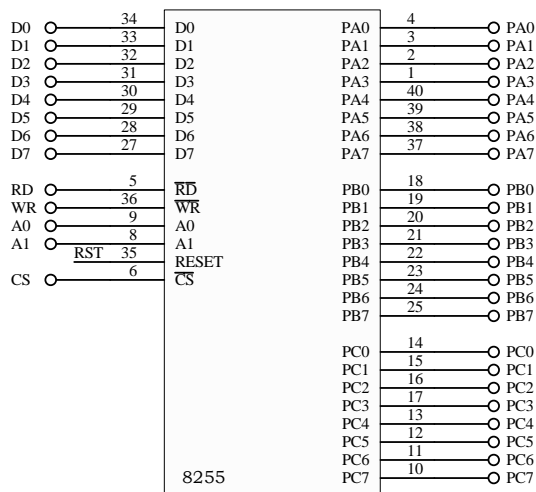 D0 34 D0 PA0 4 PA0
D1 33 D1 PA1 3 PA1
D2 32 D2 PA2 2 PA2
D3 31 D3 PA3 1 PA3
D4 30 D4 PA4 40 PA4
D5 29 D5 PA5 39 PA5
D6 28 D6 PA6 38 PA6
D7 27 D7 PA7 37 PA7
RD 5 RD PB0 18 PB0
WR 36 WR PB1 19 PB1
A0 9 A0 PB2 20 PB2
A1 8 A1 PB3 21 PB3
RST 35 RESET PB4 22 PB4
CS 6 CS PB5 23 PB5
PB6 24 PB6
PB7 25 PB7
PC0 14 PC0
PC1 15 PC1
PC2 16 PC2
PC3 17 PC3
PC4 13 PC4
PC5 12 PC5
PC6 11 PC6
8255 PC7 10 PC7